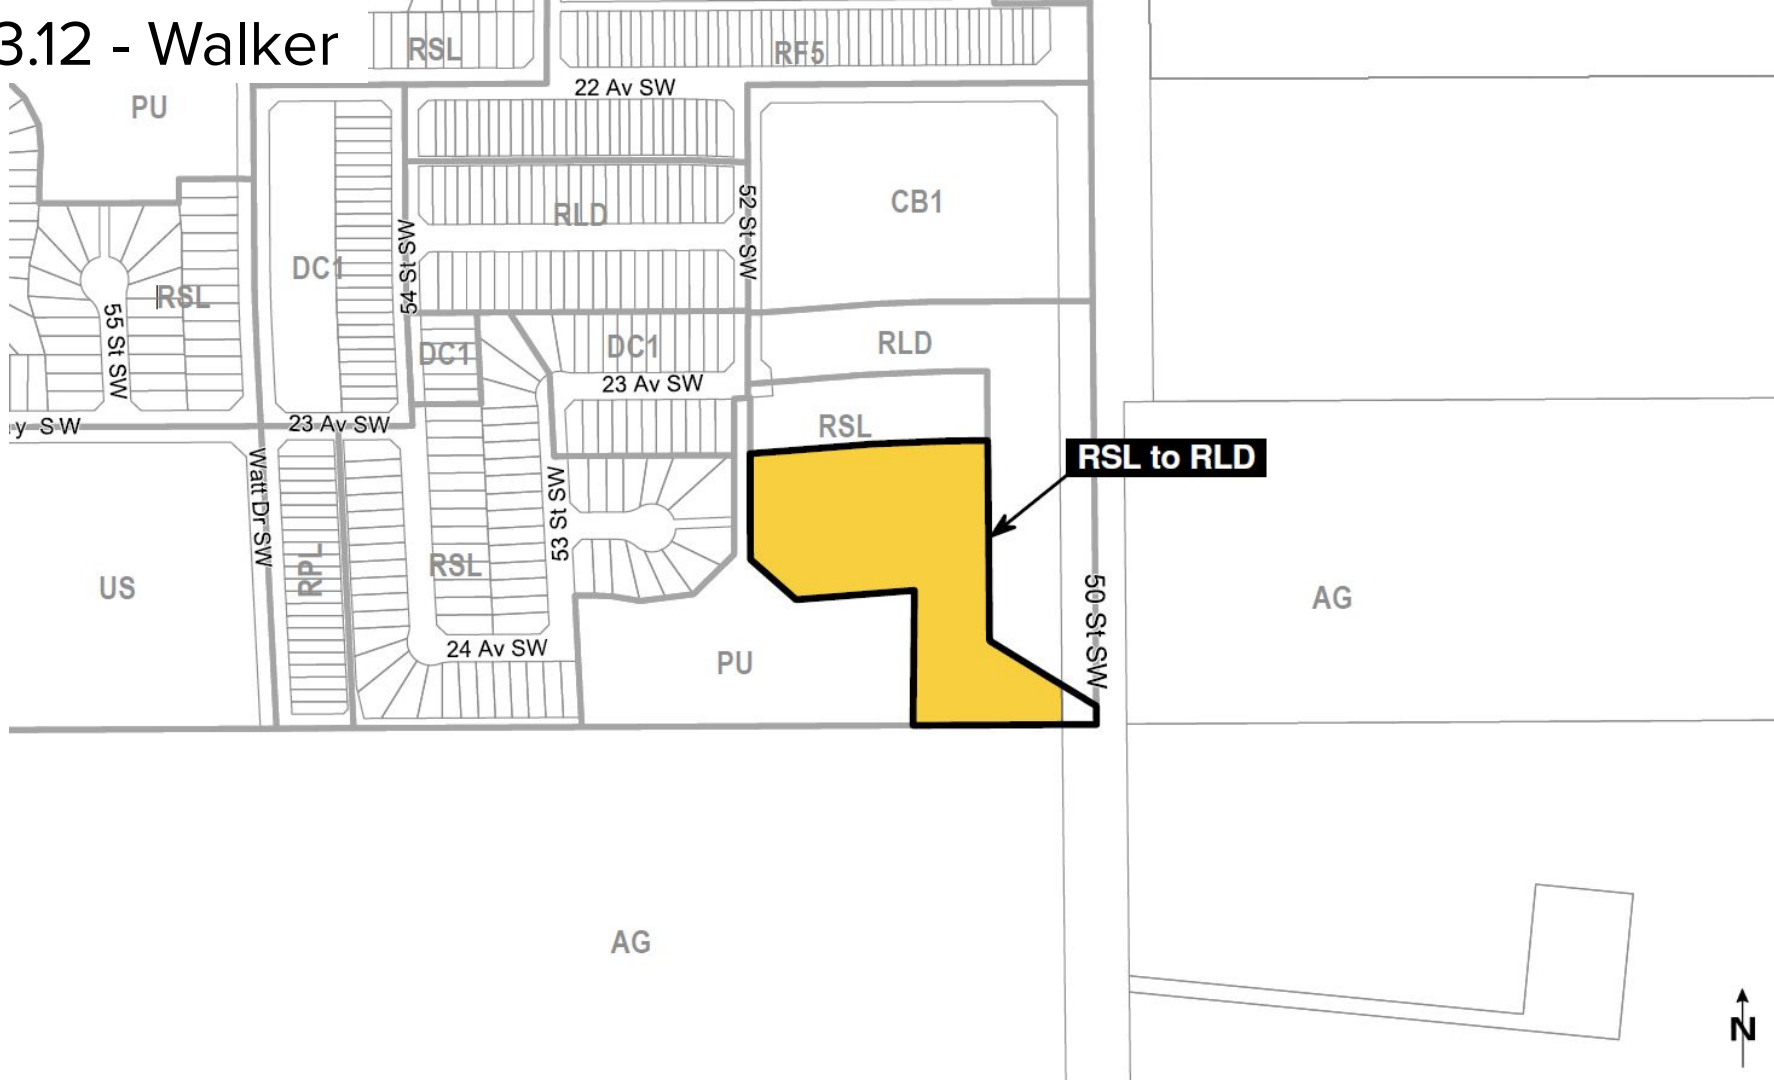 3.12 - Walker
RSL
RF5
PU
22 Av SW
RLD
52 St SW
CB1
DC1
54 St SW
RSL
55 St SW
DC1
DC1
RLD
23 Av SW
y SW
23 Av SW
RSL
RSL to RLD
Watt Dr SW
53 St SW
RPL
RSL
US
50 St SW
AG
24 Av SW
PU
AG
N